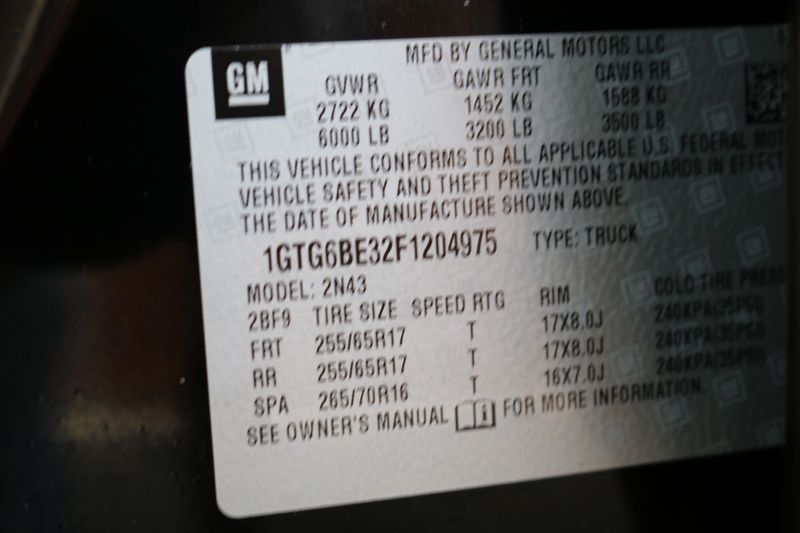 MFD BY GENERAL MOTORS LLC
GM
GVWR GAWR FRT GAWR RR
2722 KG 1452 KG 1588 KG
6000 LB 3200 LB 3500 LB
THIS VEHICLE CONFORMS TO ALL APPLICABLE U.S. FEDERAL MOT
VEHICLE SAFETY AND THEFT PREVENTION STANDARDS IN EFFECT
THE DATE OF MANUFACTURE SHOWN ABOVE.
1GTG6BE32F1204975 TYPE: TRUCK
MODEL: 2N43
2BF9 TIRE SIZE SPEED RTG RIM COLD TIRE PRESS
FRT 255/65R17 T 17X8.0J 240KPA(35PSI)
RR 255/65R17 T 17X8.0J 240KPA(35PSI)
SPA 265/70R16 T 16X7.0J 240KPA(35PSI)
SEE OWNER'S MANUAL FOR MORE INFORMATION.